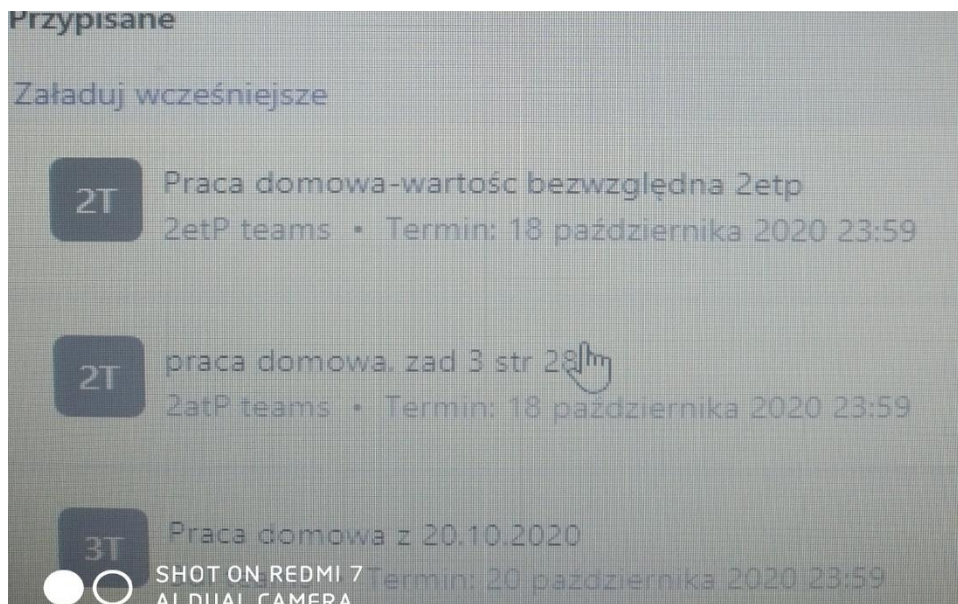 Przypisane
Załaduj wcześniejsze
2T
Praca domowa-wartośc bezwzględna 2etp
2etP teams • Termin: 18 października 2020 23:59
2T
praca domowa. zad 3 str 28
2atP teams • Termin: 18 października 2020 23:59
3T
Praca domowa z 20.10.2020
Termin: 20 października 2020 23:59
SHOT ON REDMI 7
AI DUAL CAMERA